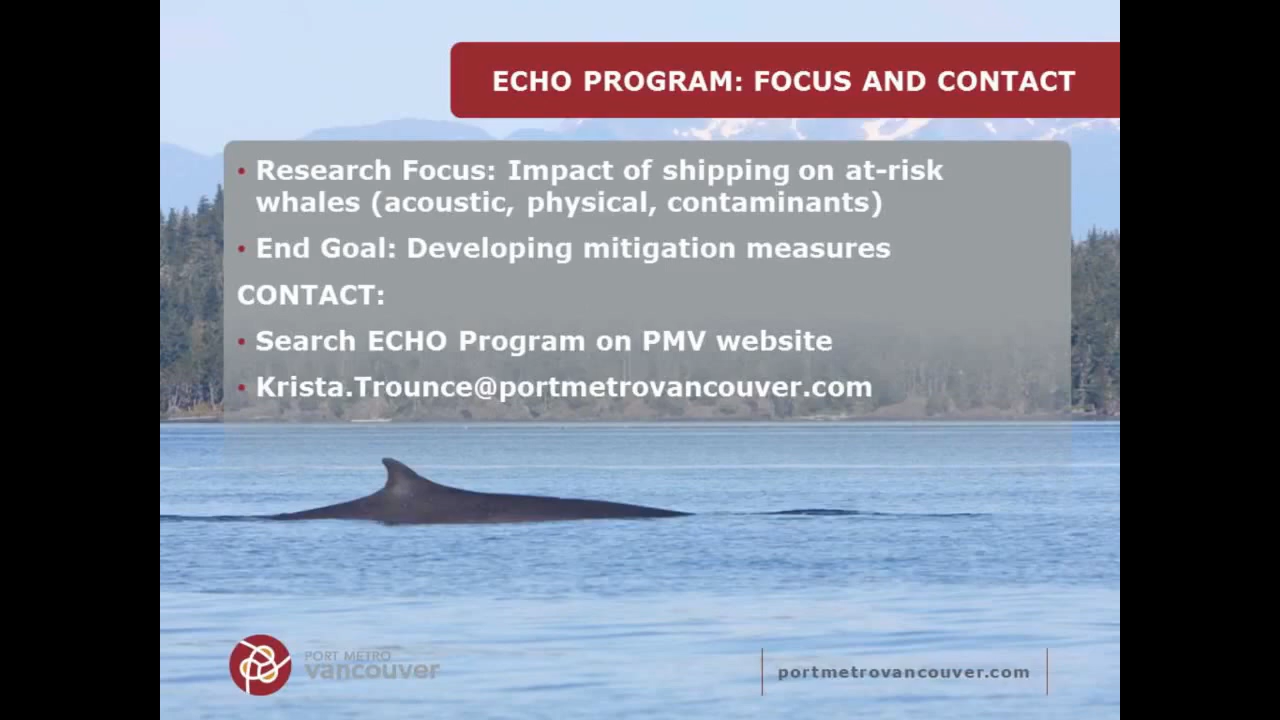 ECHO PROGRAM: FOCUS AND CONTACT
• Research Focus: Impact of shipping on at-risk
whales (acoustic, physical, contaminants)
• End Goal: Developing mitigation measures
CONTACT:
• Search ECHO Program on PMV website
• Krista.Trounce@portmetrovancouver.com
PORT METRO
vancouver
portmetrovancouver.com